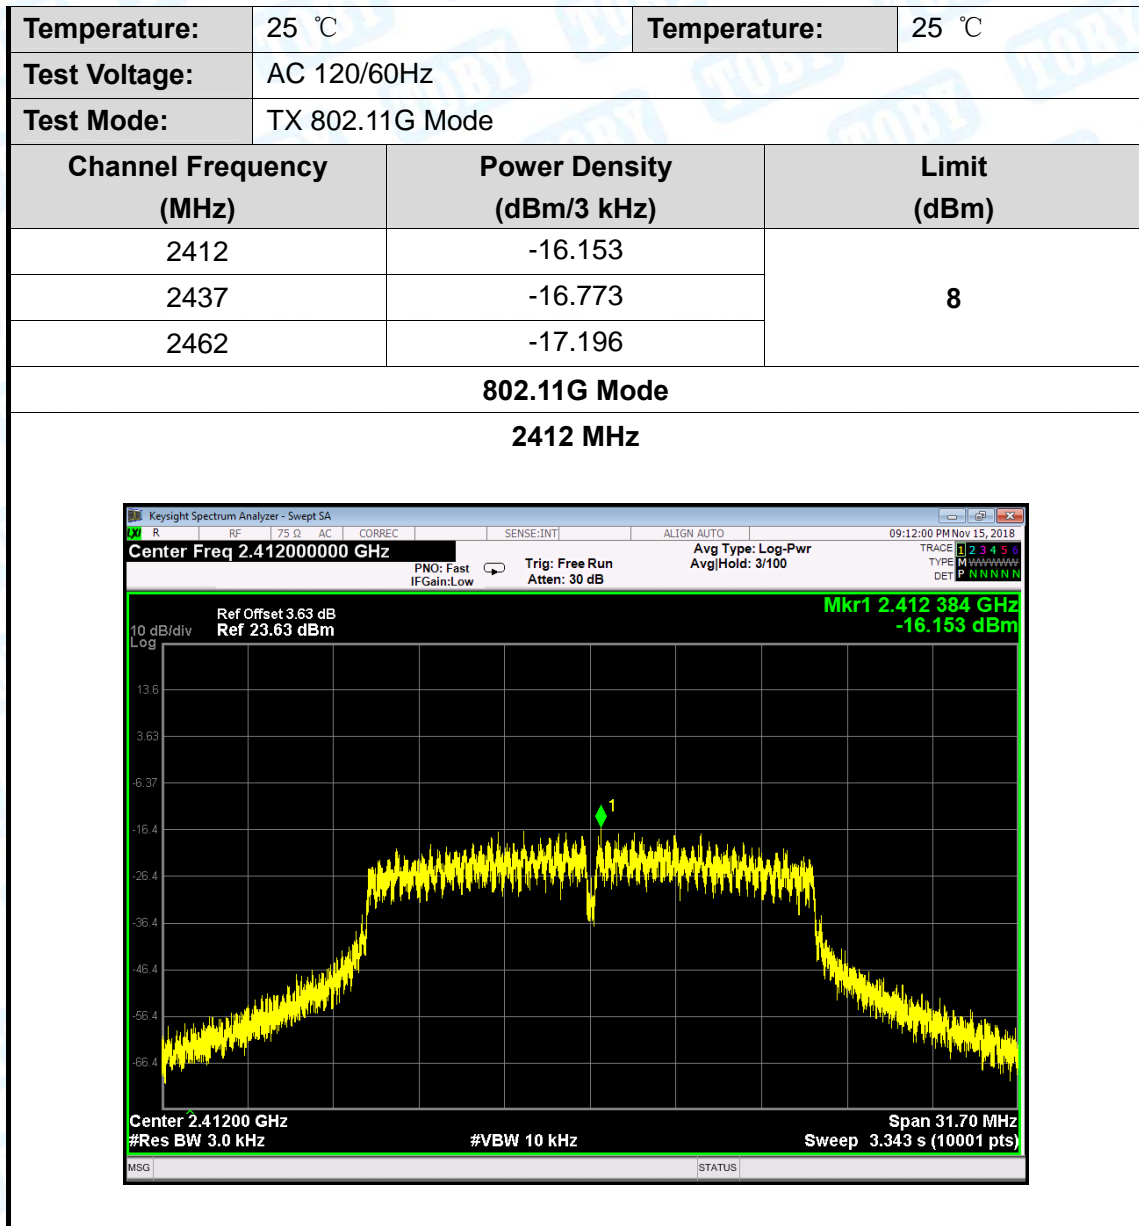 Temperature: 25 ℃ Temperature: 25 ℃
Test Voltage: AC 120/60Hz
Test Mode: TX 802.11G Mode
Channel Frequency (MHz) Power Density (dBm/3 kHz) Limit (dBm)
2412 -16.153
2437 -16.773 8
2462 -17.196
802.11G Mode
2412 MHz
Keysight Spectrum Analyzer - Swept SA
LXI R RF 75 Ω AC CORREC SENSE:INT ALIGN AUTO 09:12:00 PM Nov 15, 2018
Center Freq 2.412000000 GHz
PNO: Fast
IFGain:Low
Trig: Free Run
Atten: 30 dB
Avg Type: Log-Pwr
Avg|Hold: 3/100
TRACE 1 2 3 4 5 6
TYPE M WWWWW
DET P N N N N N
Mkr1 2.412 384 GHz
-16.153 dBm
Ref Offset 3.63 dB
10 dB/div Ref 23.63 dBm
Log
13.6
3.63
-6.37
1
-16.4
-26.4
-36.4
-46.4
-56.4
-66.4
Center 2.41200 GHz Span 31.70 MHz
#Res BW 3.0 kHz #VBW 10 kHz Sweep 3.343 s (10001 pts)
MSG STATUS
TOBY